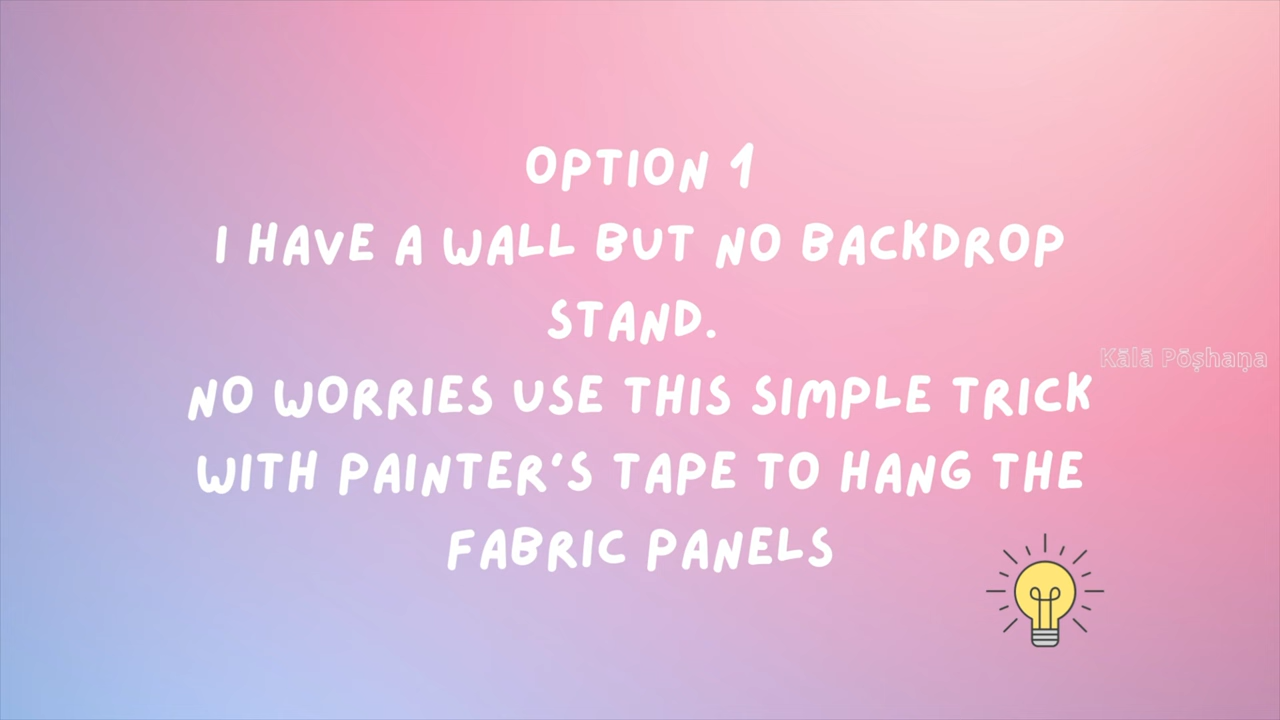 OPTION 1
I HAVE A WALL BUT NO BACKDROP
STAND.
Kālā Pōṣhaṇa
NO WORRIES USE THIS SIMPLE TRICK
WITH PAINTER'S TAPE TO HANG THE
FABRIC PANELS